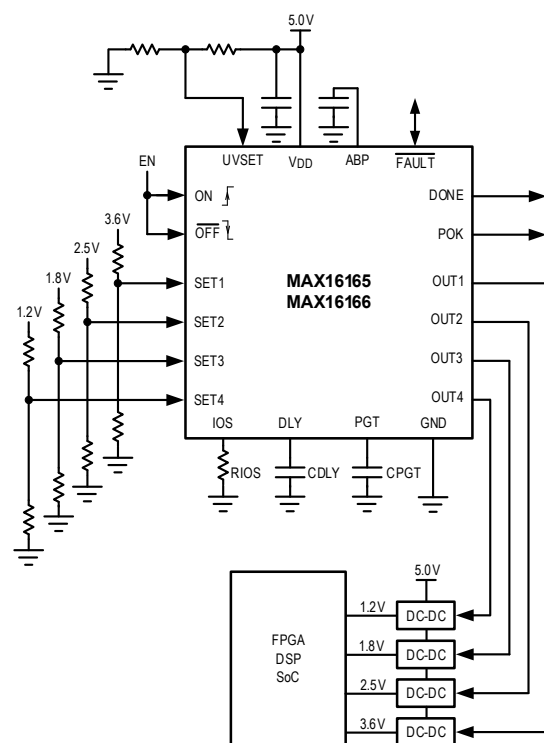 5.0V
UVSET
VDD
ABP
FAULT
EN
ON
OFF
DONE
POK
3.6V
2.5V
1.8V
1.2V
SET1
SET2
SET3
SET4
MAX16165
MAX16166
OUT1
OUT2
OUT3
OUT4
IOS
DLY
PGT
GND
RIOS
CDLY
CPGT
5.0V
FPGA
DSP
SoC
1.2V
DC-DC
1.8V
DC-DC
2.5V
DC-DC
3.6V
DC-DC